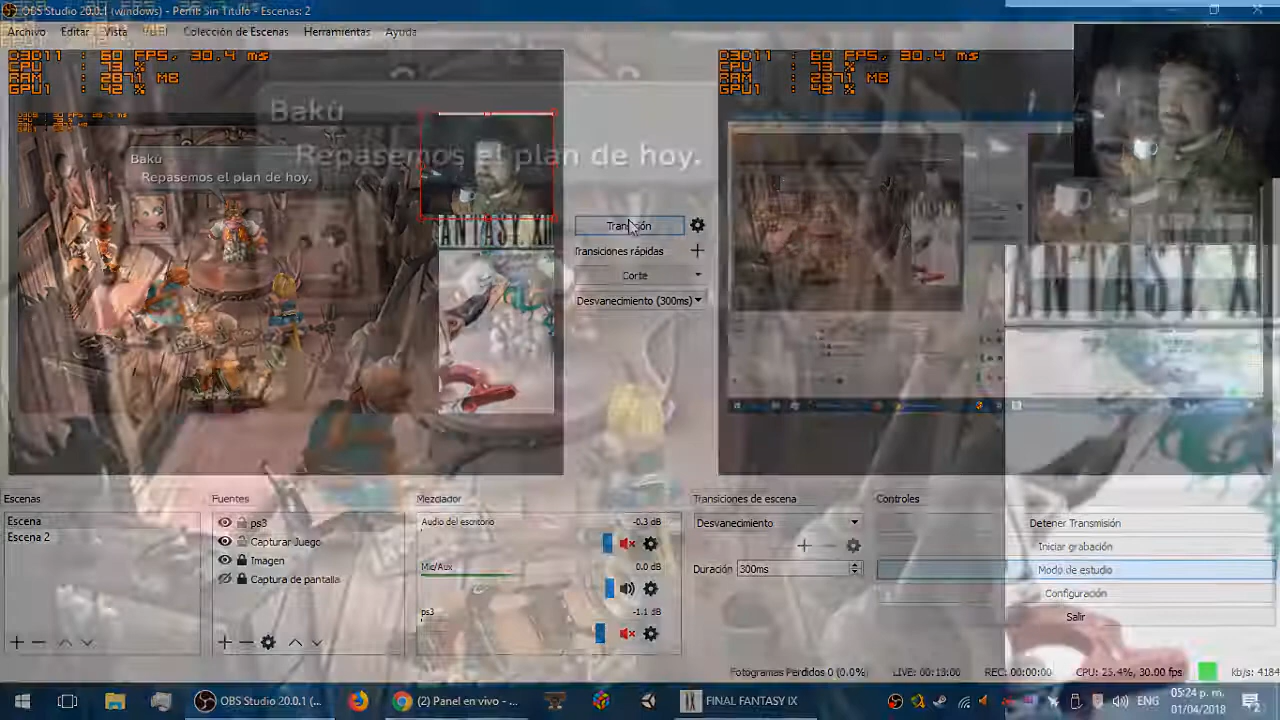 OBS Studio 20.0.1 (windows) - Perfil: Sin Título - Escenas: 2
Archivo Editar Vista Perfil Colección de Escenas Herramientas Ayuda
D3D11 : 60 FPS, 30.4 ms
CPU : 73 %
RAM : 2871 MB
GPU1 : 42 %
D3D11 : 60 FPS, 30.4 ms
CPU : 73 %
RAM : 2871 MB
GPU1 : 42 %
Bakú
Repasemos el plan de hoy.
Bakú
Repasemos el plan de hoy.
ANTASY XI
ANTASY X
Transición
Transiciones rápidas
Corte
Desvanecimiento (300ms)
Escenas
Escena
Escena 2
Fuentes
ps3
Capturar Juego
Imagen
Captura de pantalla
Mezclador
Audio del escritorio -0.3 dB
Mic/Aux 0.0 dB
ps3 -1.1 dB
Transiciones de escena
Desvanecimiento
Duración 300ms
Controles
Detener Transmisión
Iniciar grabación
Modo de estudio
Configuración
Salir
Fotogramas Perdidos 0 (0.0%) LIVE: 00:18:00 REC: 00:00:00 CPU: 25.4%, 30.00 fps kb/s: 4184
OBS Studio 20.0.1 (... (2) Panel en vivo - ... FINAL FANTASY IX ENG 05:24 p. m.
01/04/2018